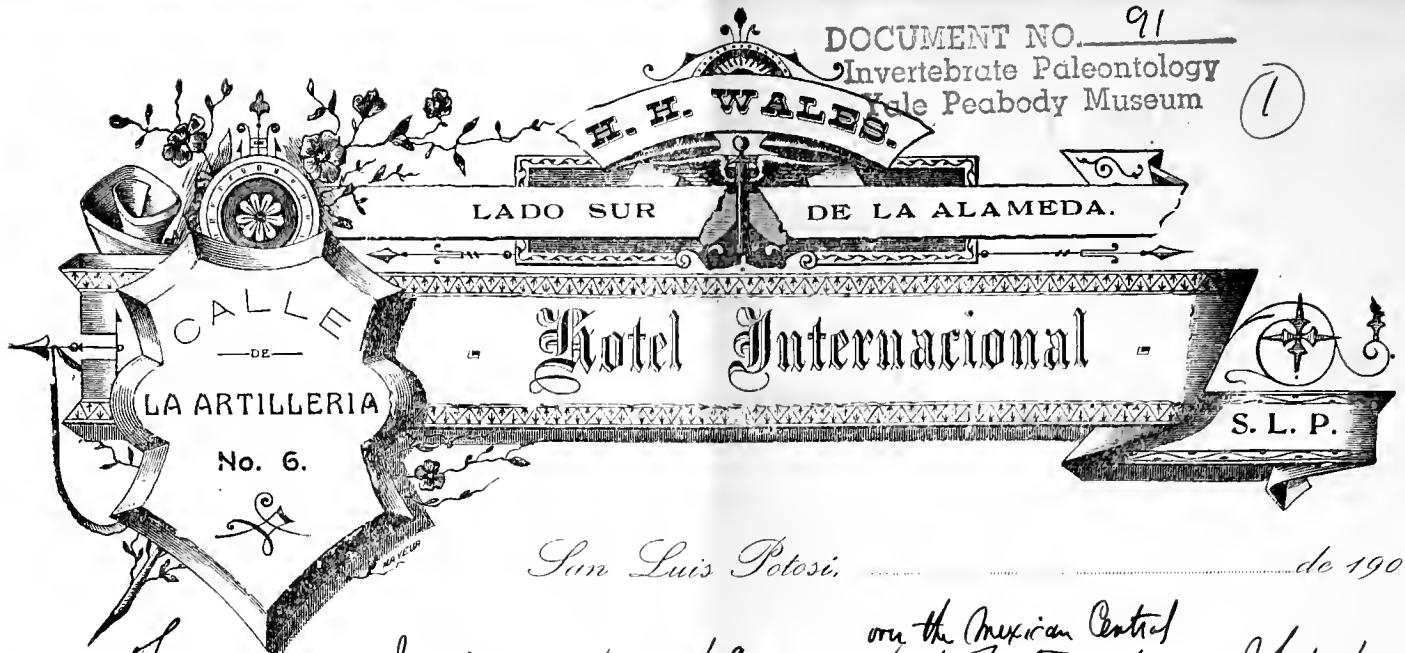 DOCUMENT NO. 91
Invertebrate Paleontology
Yale Peabody Museum
1
H. H. WALES.
LADO SUR DE LA ALAMEDA.
CALLE
DE
LA ARTILLERIA
No. 6.
Hotel Internacional
S. L. P.
San Luis Potosi, de 190
over the Mexican Central